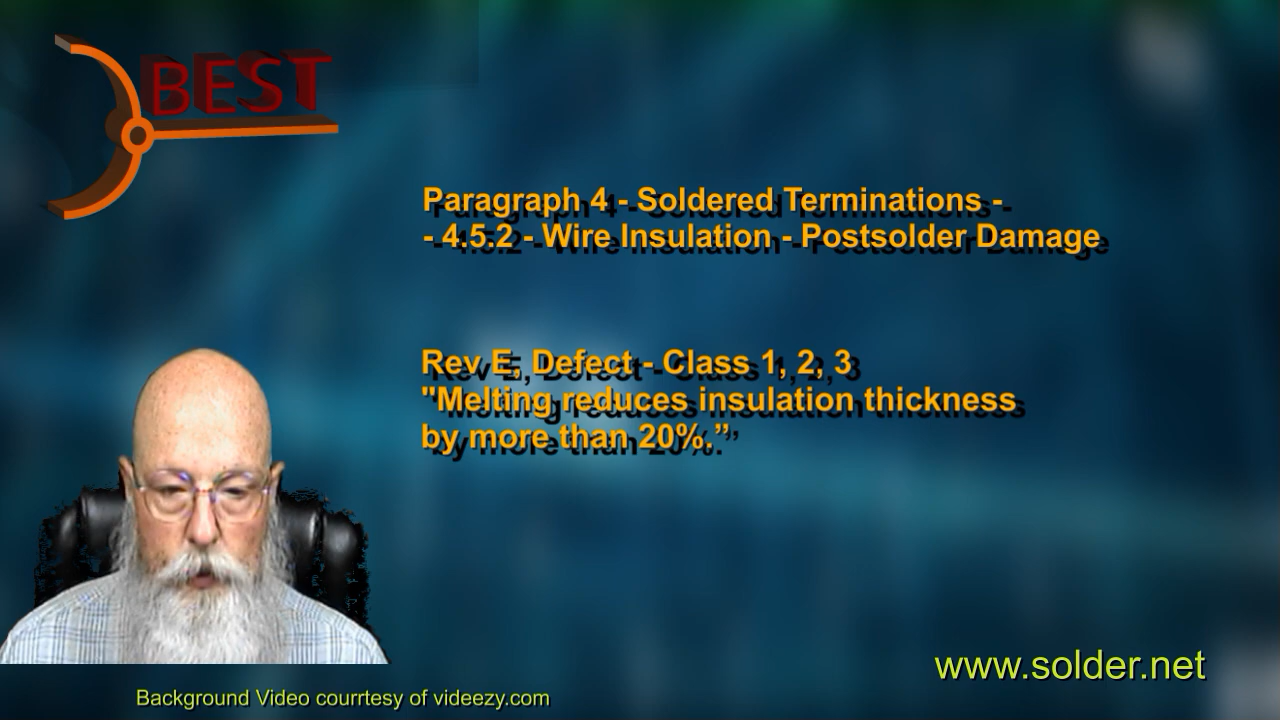 BEST
Paragraph 4 - Soldered Terminations -
- 4.5.2 - Wire Insulation - Postsolder Damage
Rev E, Defect - Class 1, 2, 3
"Melting reduces insulation thickness
by more than 20%.”
www.solder.net
Background Video courrtesy of videezy.com